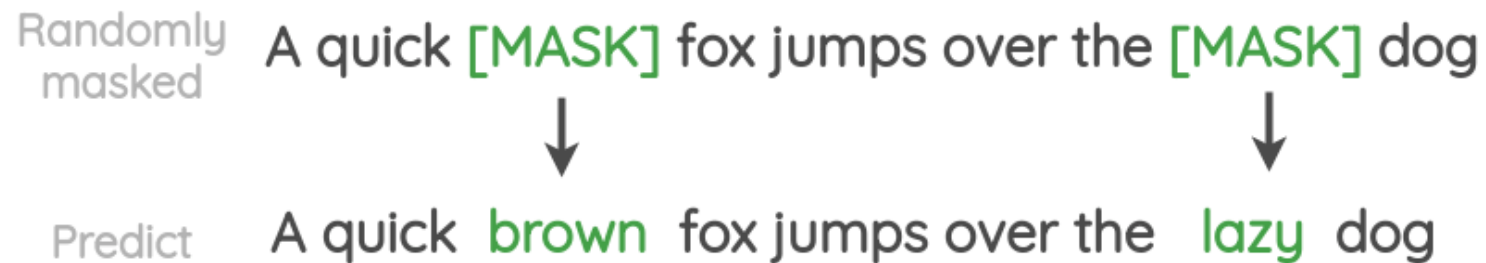 Randomly
masked
A quick [MASK] fox jumps over the [MASK] dog
Predict
A quick brown fox jumps over the lazy dog